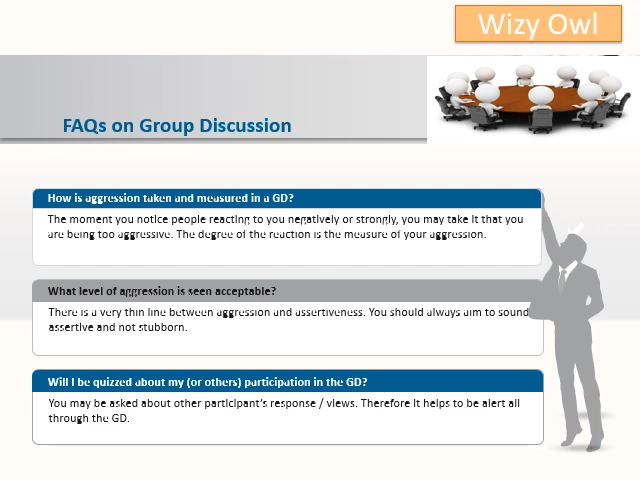 Wizy Owl
FAQs on Group Discussion
How is aggression taken and measured in a GD?
The moment you notice people reacting to you negatively or strongly, you may take it that you
are being too aggressive. The degree of the reaction is the measure of your aggression.
What level of aggression is seen acceptable?
There is a very thin line between aggression and assertiveness. You should always aim to sound
assertive and not stubborn.
Will I be quizzed about my (or others) participation in the GD?
You may be asked about other participant's response / views. Therefore it helps to be alert all
through the GD.